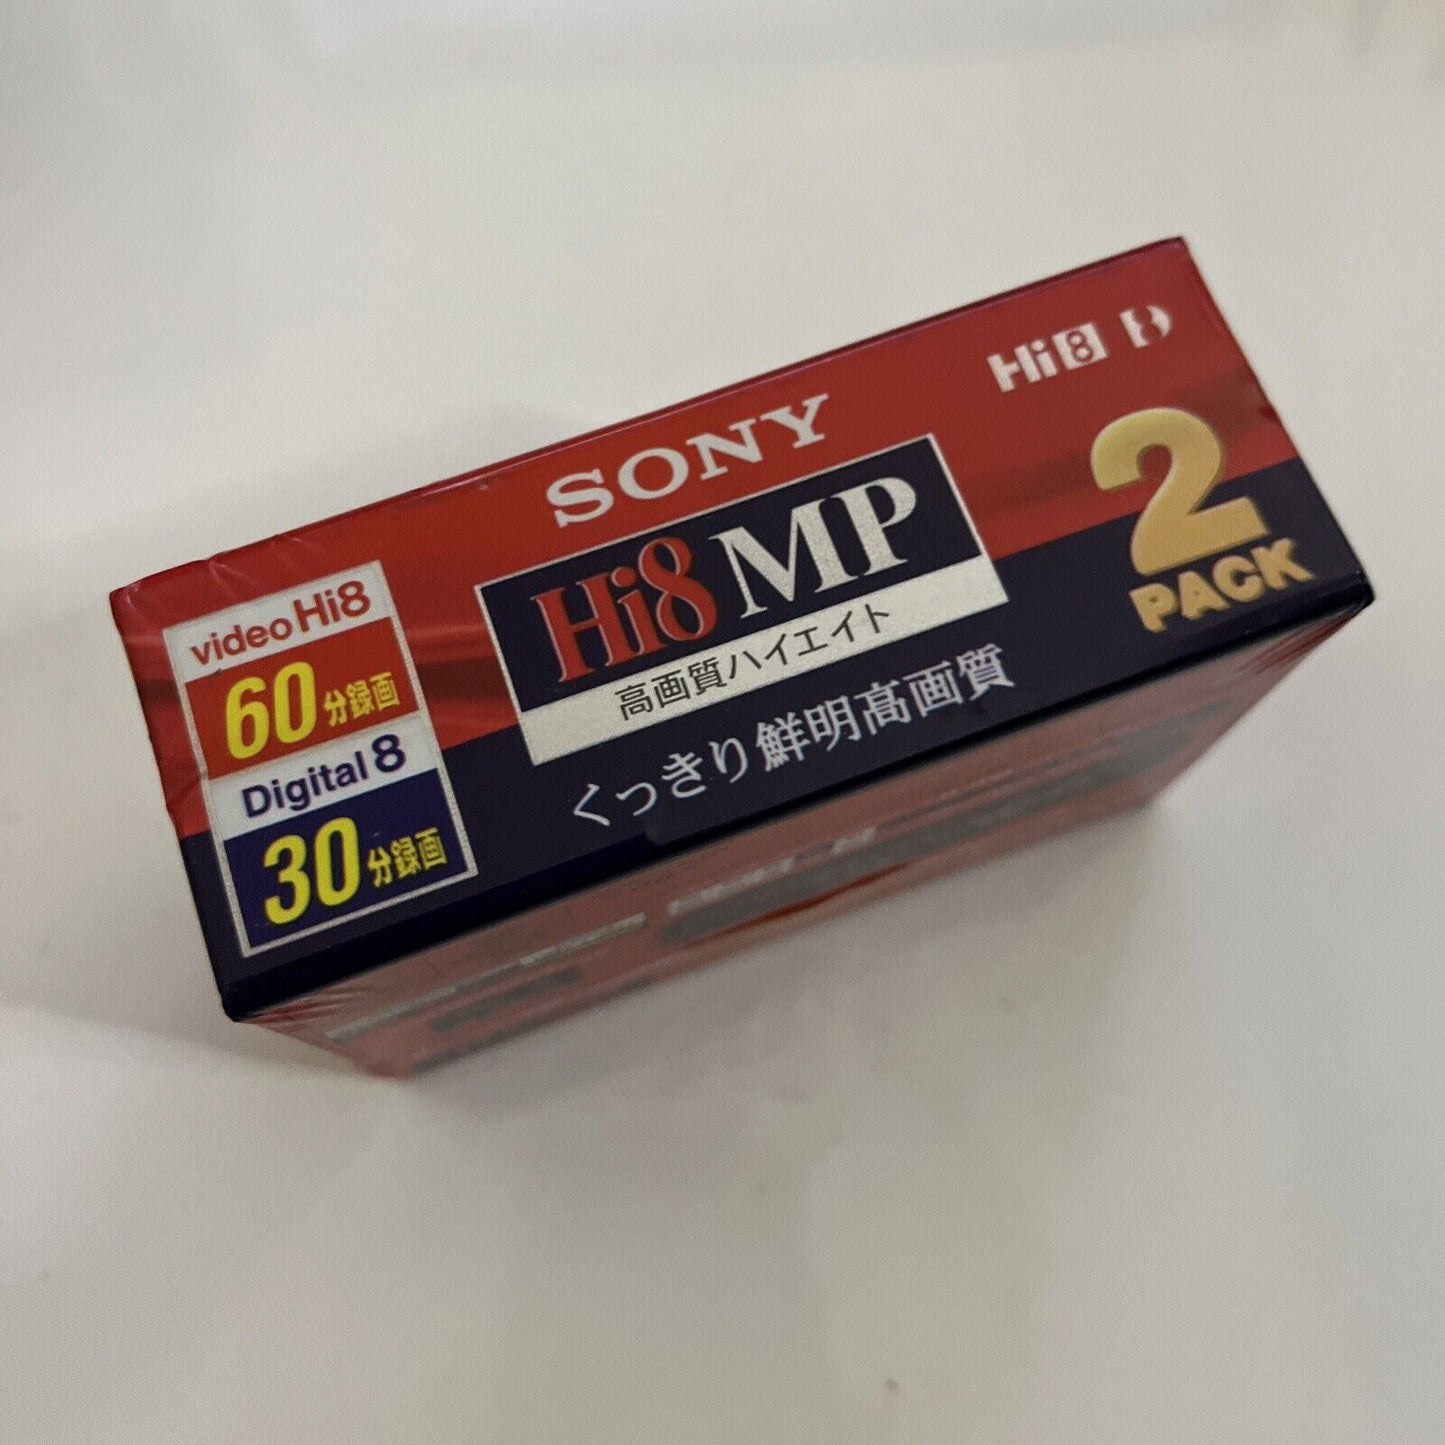 SONY
Hi8 8
Hi8 MP
高画質ハイエイト
くっきり鮮明高画質
2
PACK
video Hi8
60分録画
Digital 8
30分録画